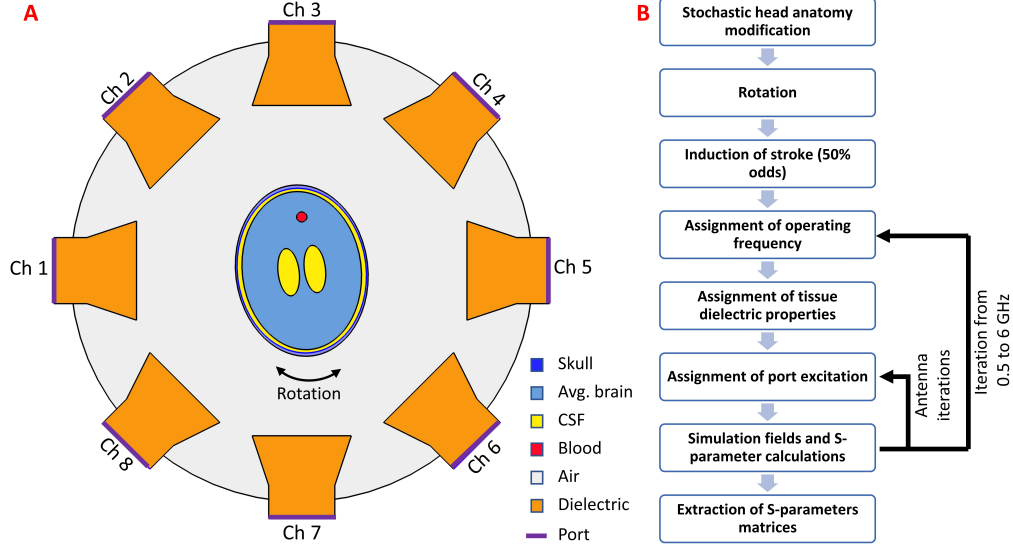 A
Ch 3
Ch 2
Ch 4
Ch 1
Ch 5
Ch 8
Ch 6
Ch 7
Rotation
Skull
Avg. brain
CSF
Blood
Air
Dielectric
Port
B
Stochastic head anatomy
modification
Rotation
Induction of stroke (50%
odds)
Assignment of operating
frequency
Assignment of tissue
dielectric properties
Assignment of port excitation
Simulation fields and S-
parameter calculations
Extraction of S-parameters
matrices
Antenna
iterations
Iteration from
0.5 to 6 GHz